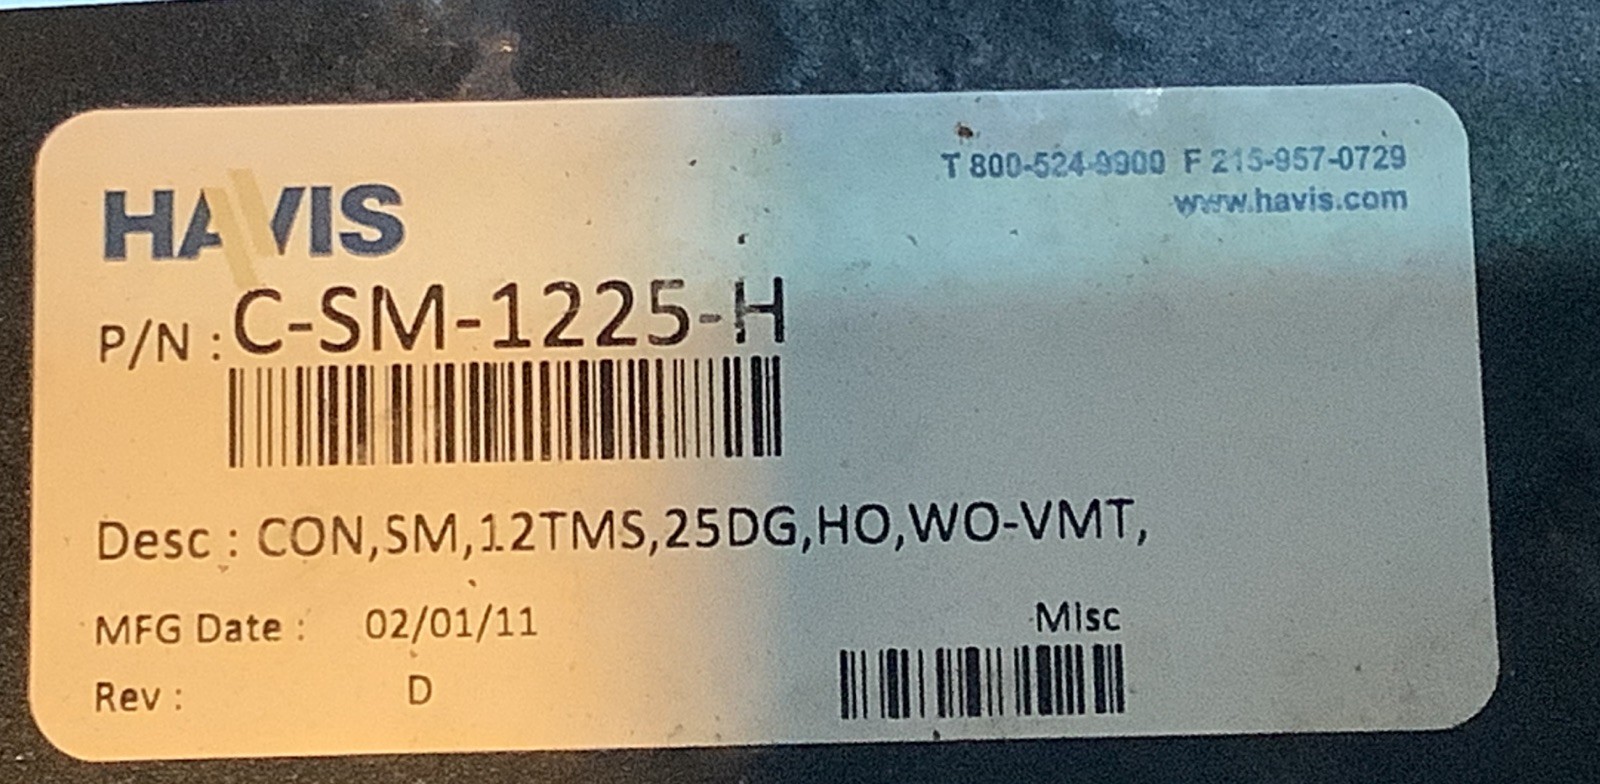 HAVIS
T 800-524-9900 F 215-957-0729
www.havis.com
P/N : C-SM-1225-H
Desc : CON,SM,12TMS,25DG,HO,WO-VMT,
MFG Date : 02/01/11
Misc
Rev : D